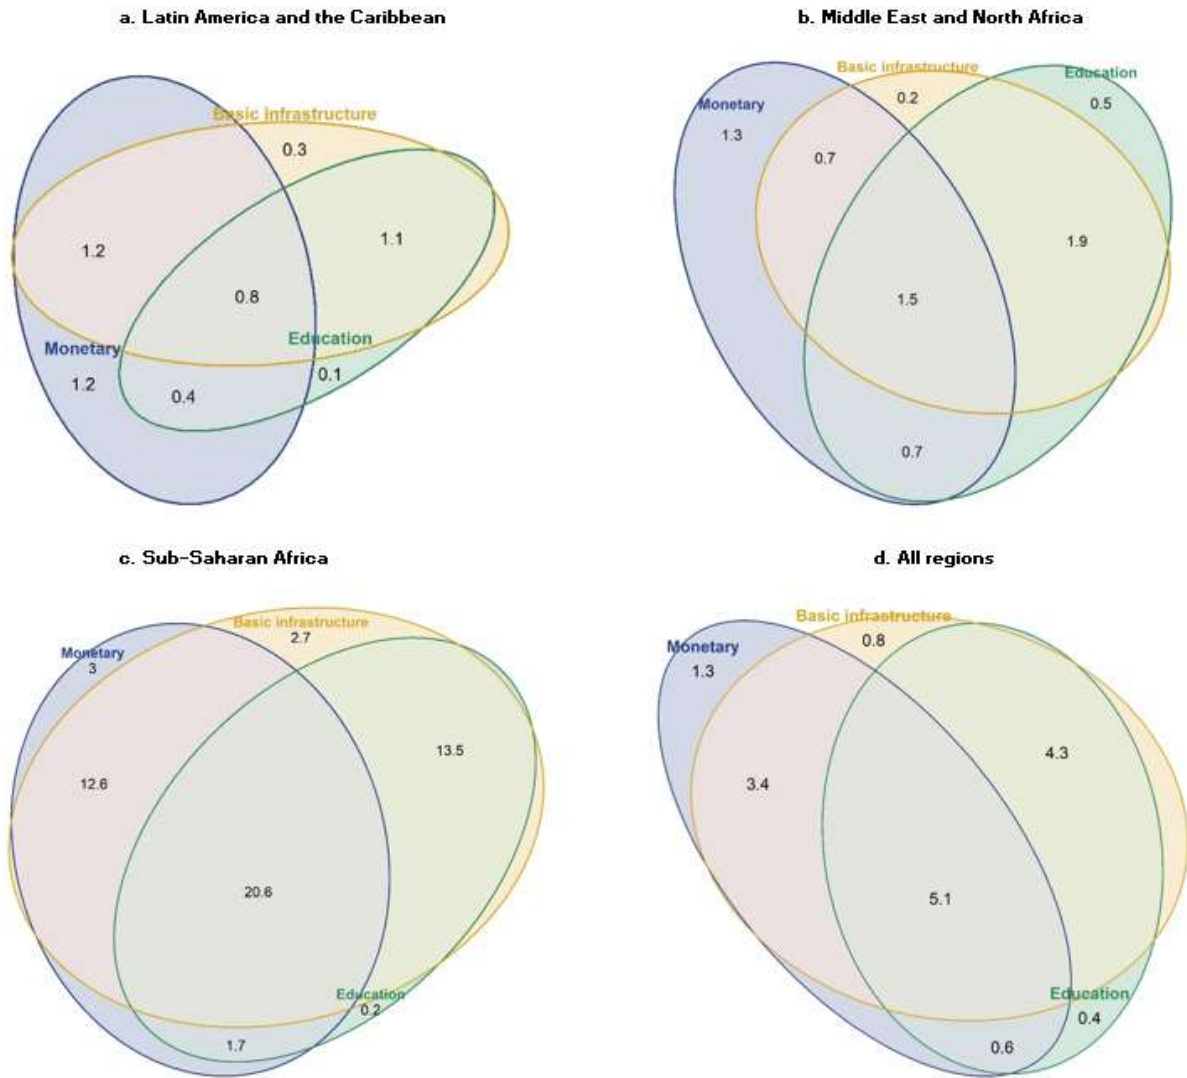 a. Latin America and the Caribbean
Basic infrastructure
0.3
1.1
1.2
0.8
Education
Monetary
0.1
1.2
0.4
b. Middle East and North Africa
Basic infrastructure
Education
Monetary
0.2
0.5
1.3
0.7
1.9
1.5
0.7
c. Sub-Saharan Africa
Basic infrastructure
2.7
Monetary
3
13.5
12.6
20.6
Education
0.2
1.7
d. All regions
Basic infrastructure
0.8
Monetary
1.3
4.3
3.4
5.1
Education
0.4
0.6